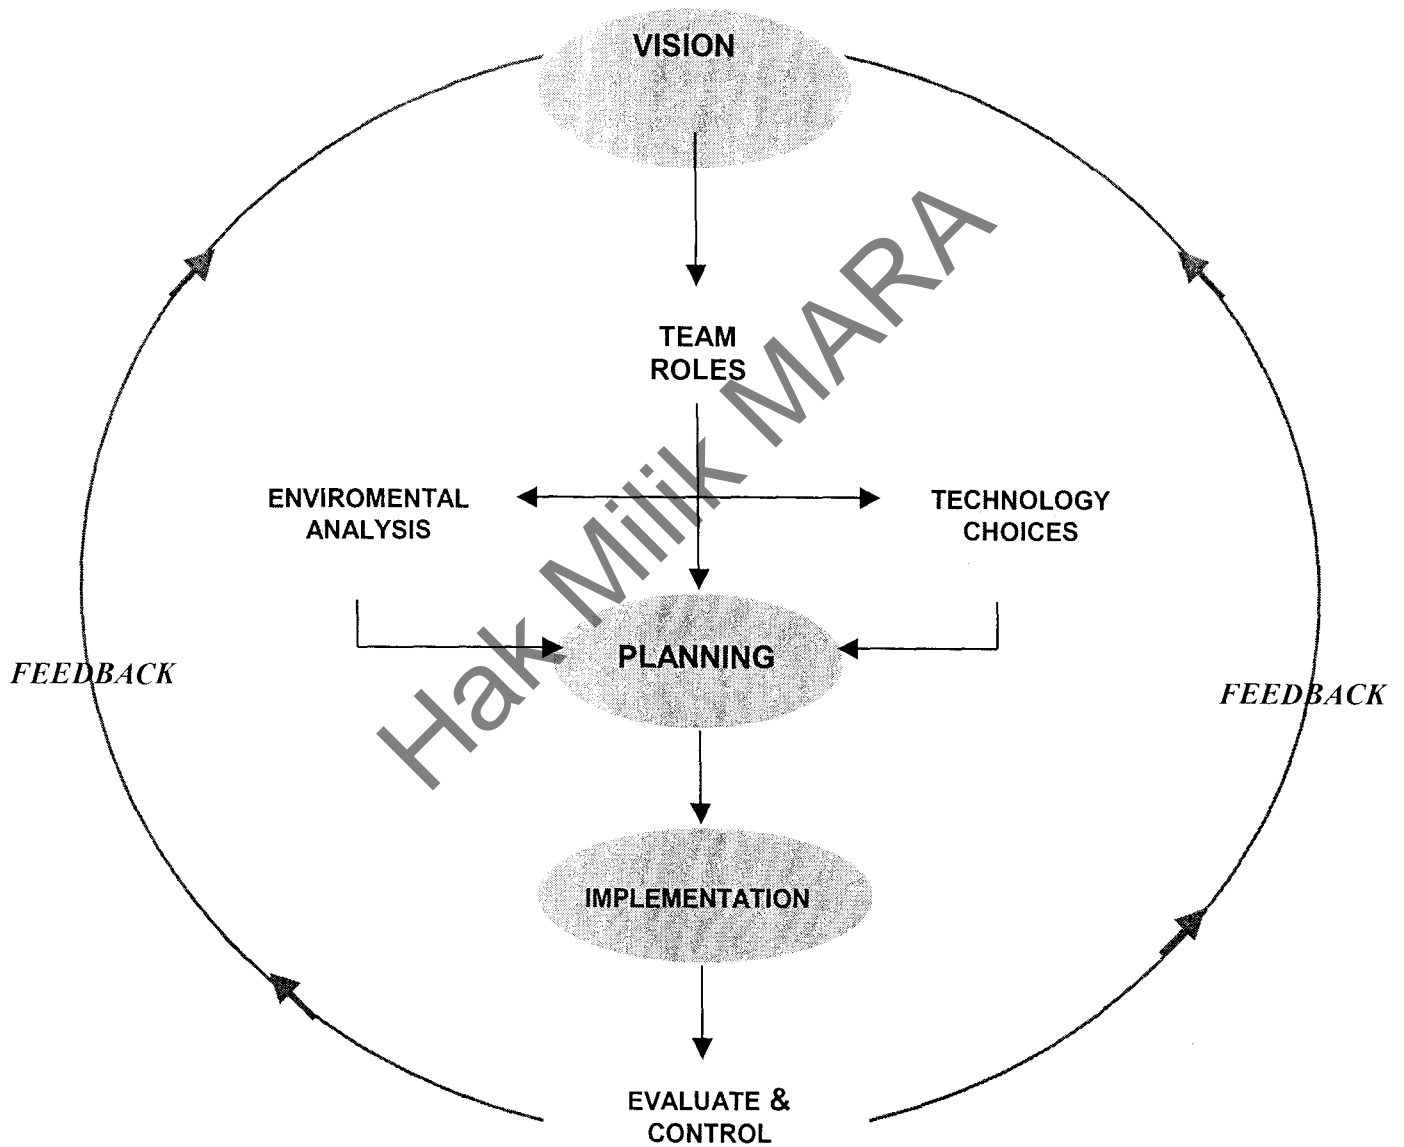 VISION
TEAM
ROLES
ENVIROMENTAL
ANALYSIS
TECHNOLOGY
CHOICES
PLANNING
FEEDBACK
FEEDBACK
IMPLEMENTATION
EVALUATE &
CONTROL
Hak Milik MARA